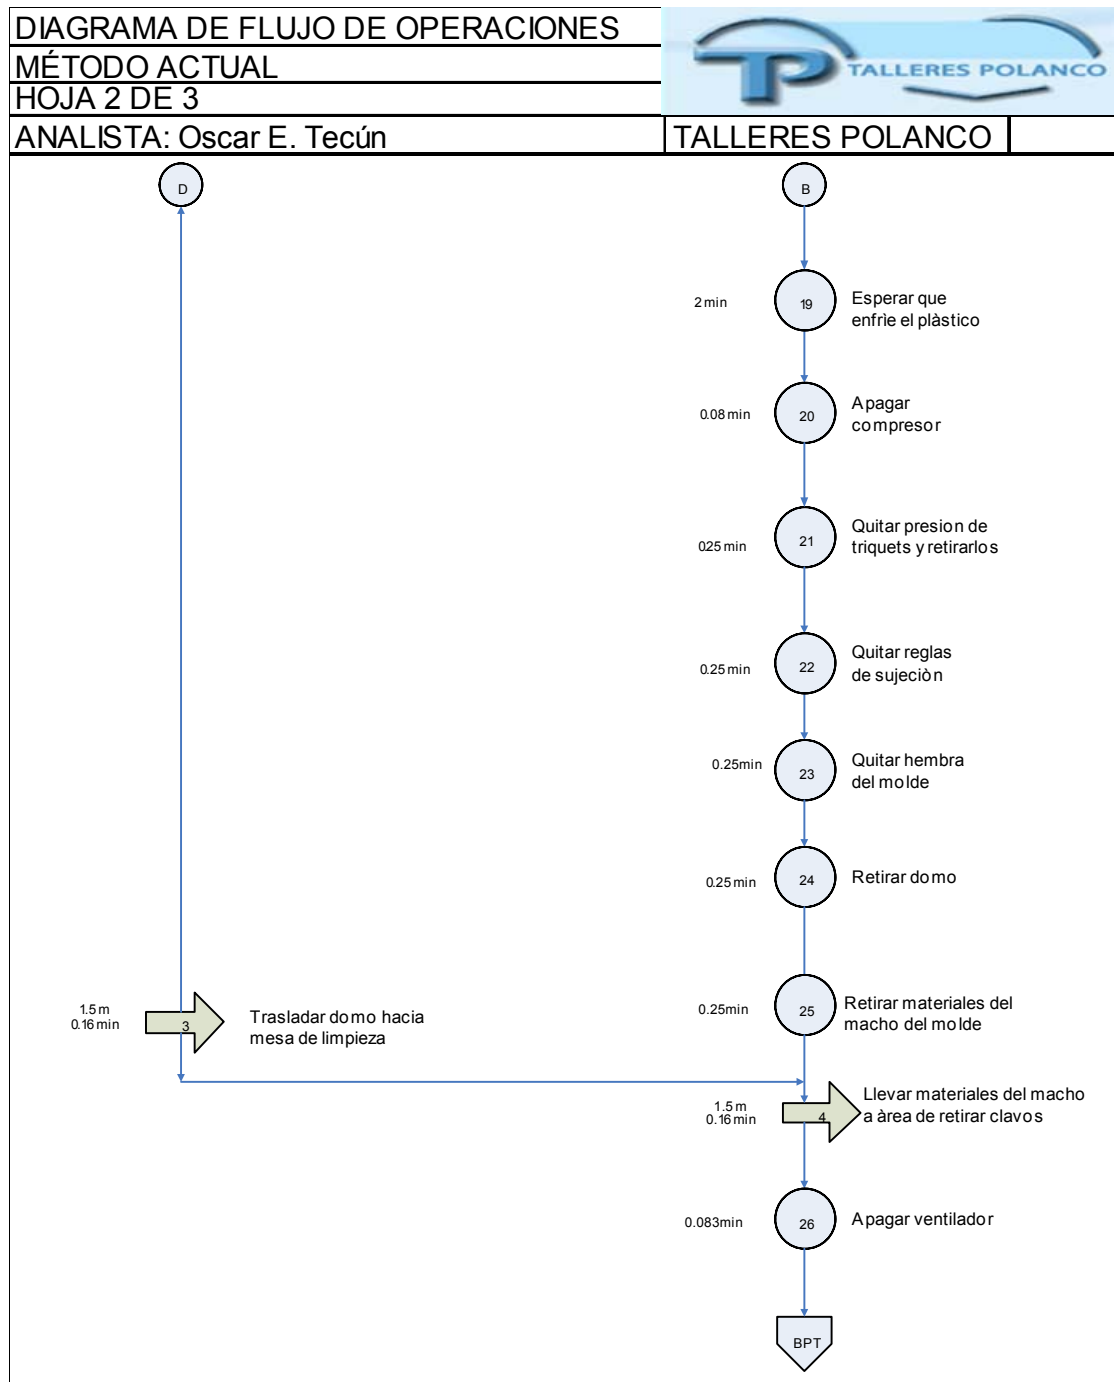 DIAGRAMA DE FLUJO DE OPERACIONES
MÉTODO ACTUAL
HOJA 2 DE 3
TALLERES POLANCO
ANALISTA: Oscar E. Tecún
TALLERES POLANCO
D
B
2 min
19
Esperar que
enfrìe el plàstico
0.08 min
20
Apagar
compresor
0.25 min
21
Quitar presion de
triquets y retirarlos
0.25 min
22
Quitar reglas
de sujeciòn
0.25min
23
Quitar hembra
del molde
0.25 min
24
Retirar domo
1.5 m
0.16 min
3
Trasladar domo hacia
mesa de limpieza
0.25min
25
Retirar materiales del
macho del molde
1.5 m
0.16 min
4
Llevar materiales del macho
a àrea de retirar clavos
0.083min
26
Apagar ventilador
BPT